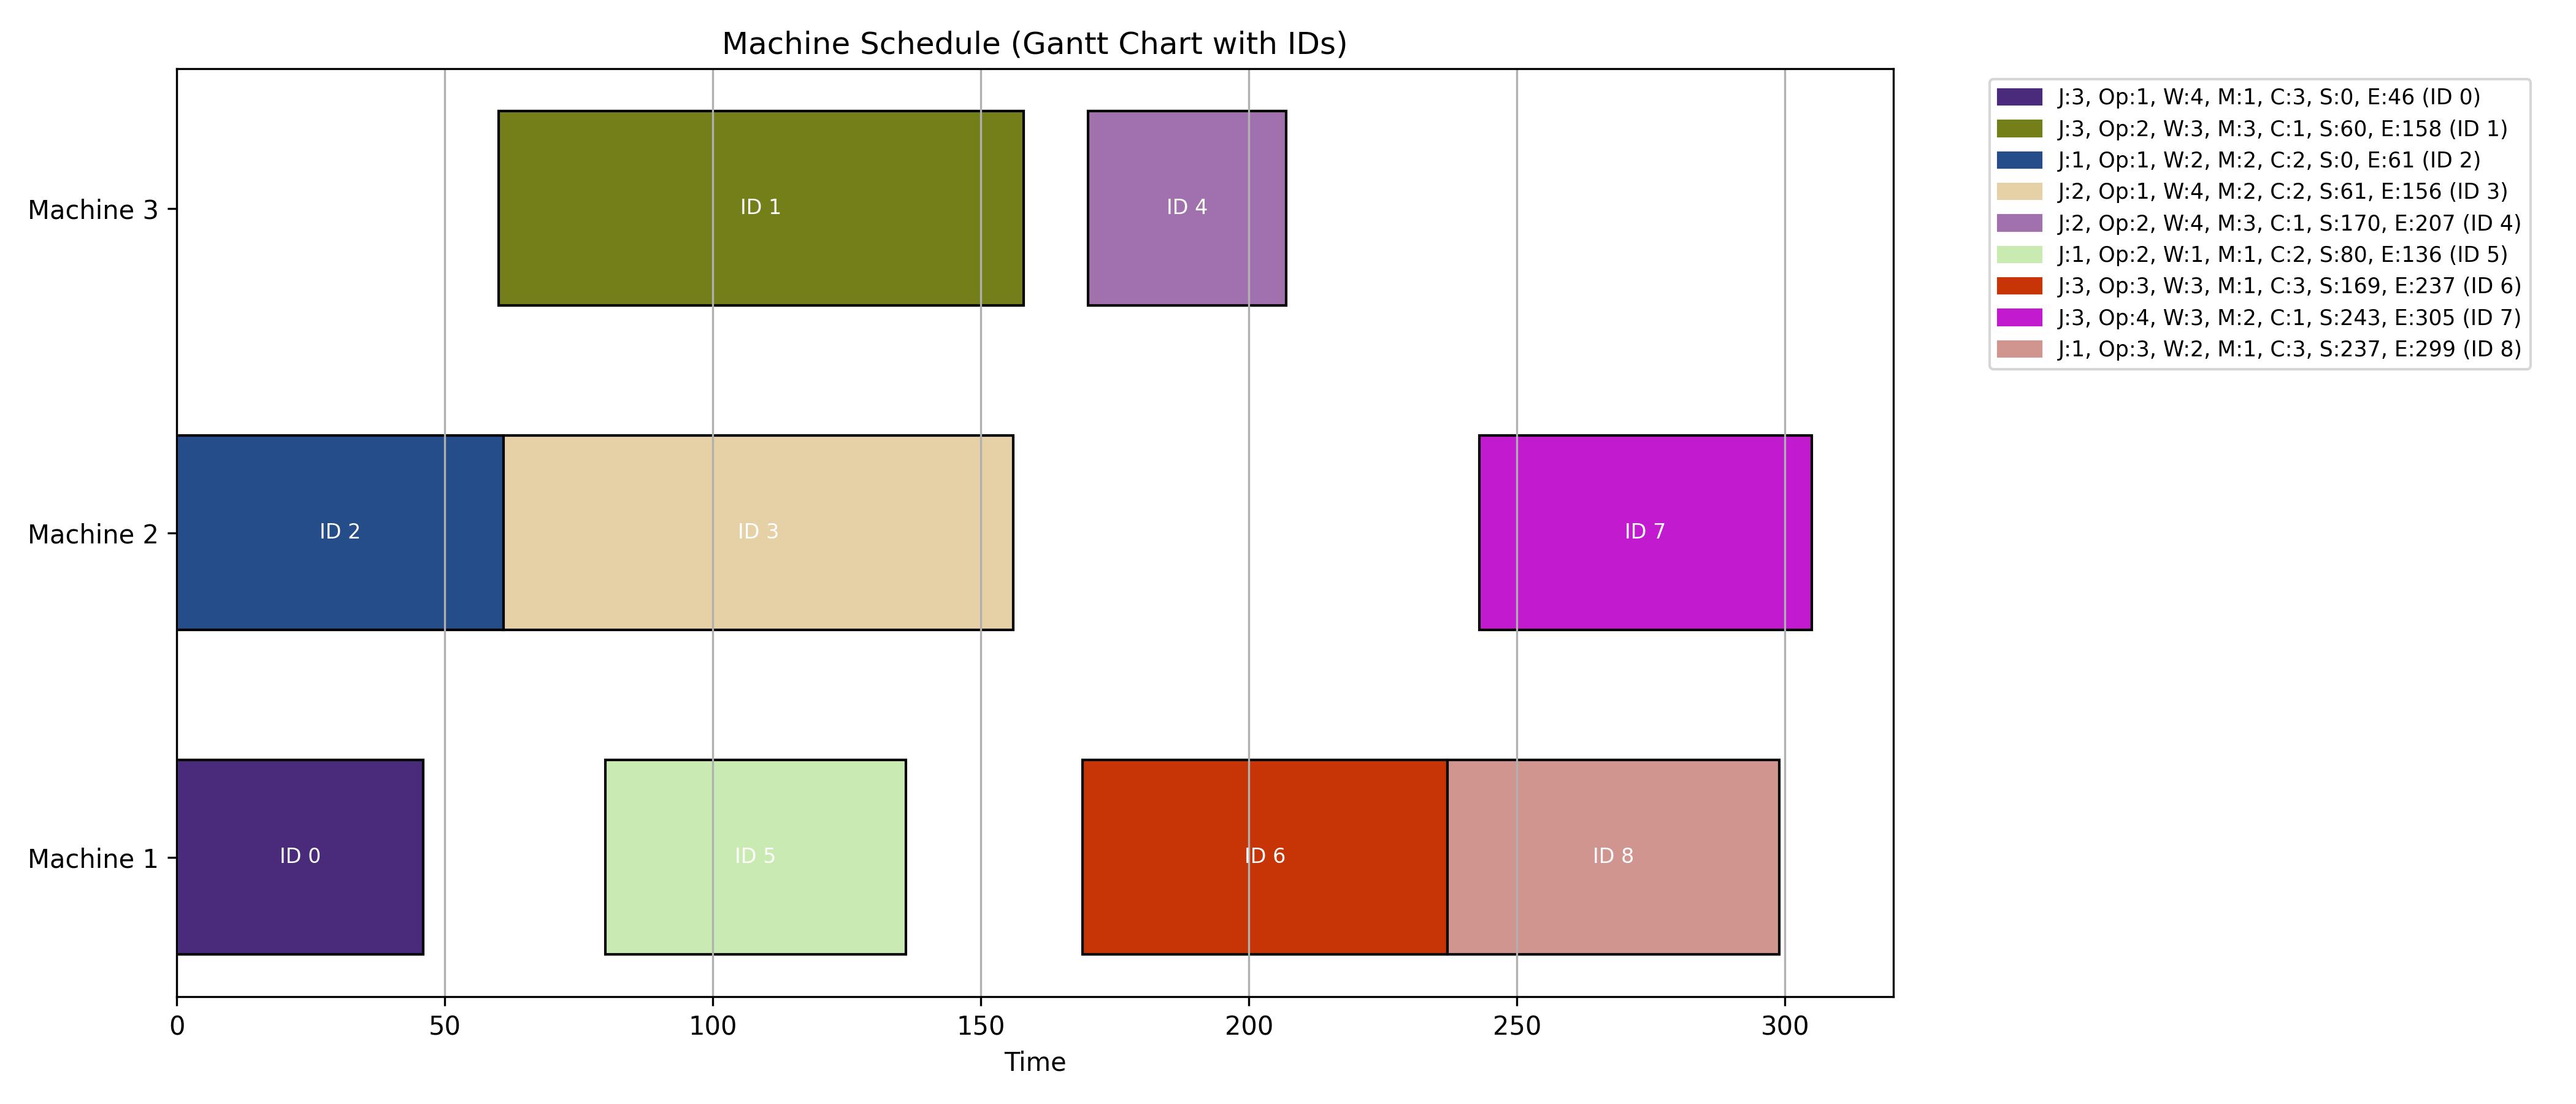 Machine Schedule (Gantt Chart with IDs)
J:3, Op:1, W:4, M:1, C:3, S:0, E:46 (ID 0)
J:3, Op:2, W:3, M:3, C:1, S:60, E:158 (ID 1)
J:1, Op:1, W:2, M:2, C:2, S:0, E:61 (ID 2)
J:2, Op:1, W:4, M:2, C:2, S:61, E:156 (ID 3)
J:2, Op:2, W:4, M:3, C:1, S:170, E:207 (ID 4)
J:1, Op:2, W:1, M:1, C:2, S:80, E:136 (ID 5)
J:3, Op:3, W:3, M:1, C:3, S:169, E:237 (ID 6)
J:3, Op:4, W:3, M:2, C:1, S:243, E:305 (ID 7)
J:1, Op:3, W:2, M:1, C:3, S:237, E:299 (ID 8)
Machine 3
ID 1
ID 4
Machine 2
ID 2
ID 3
ID 7
Machine 1
ID 0
ID 5
ID 6
ID 8
0 50 100 150 200 250 300
Time